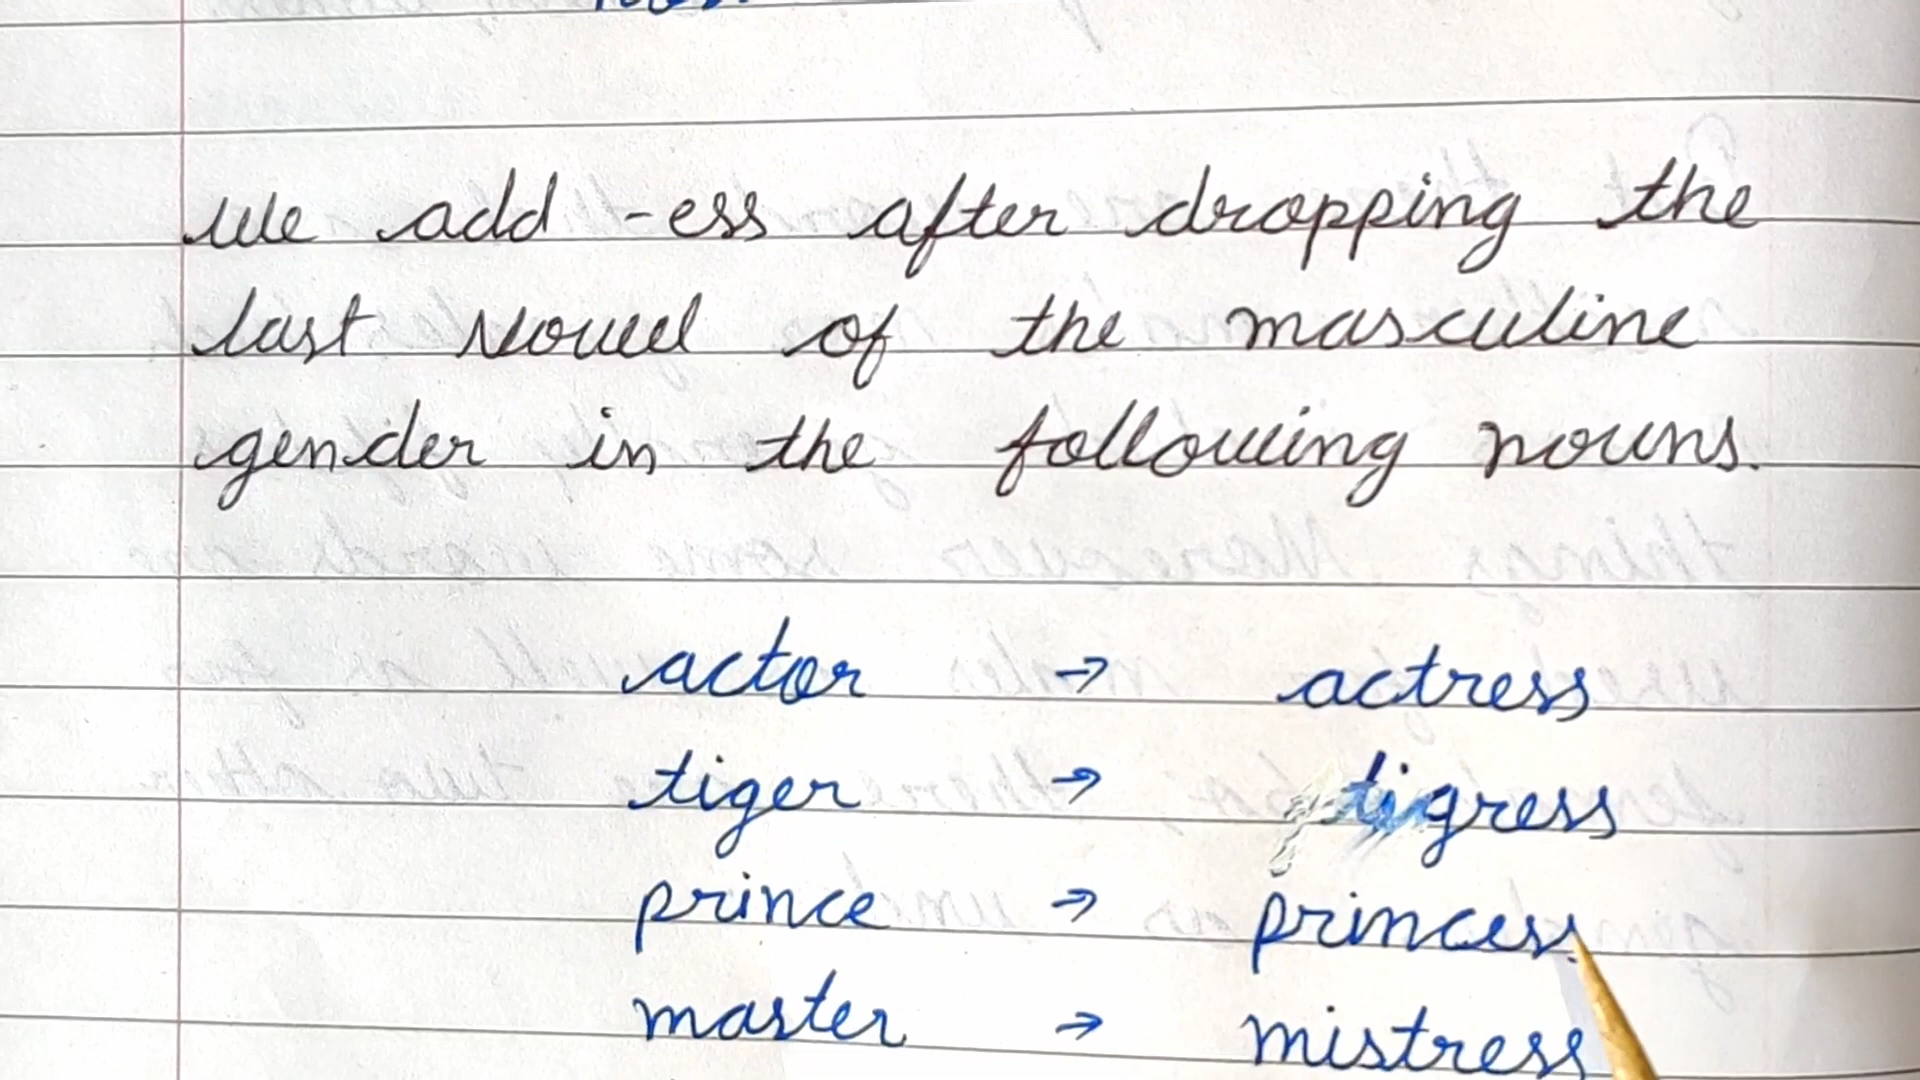 We add -ess after dropping the
last vowel of the masculine
gender in the following nouns.
actor → actress
tiger → tigress
prince → princess
master → mistress